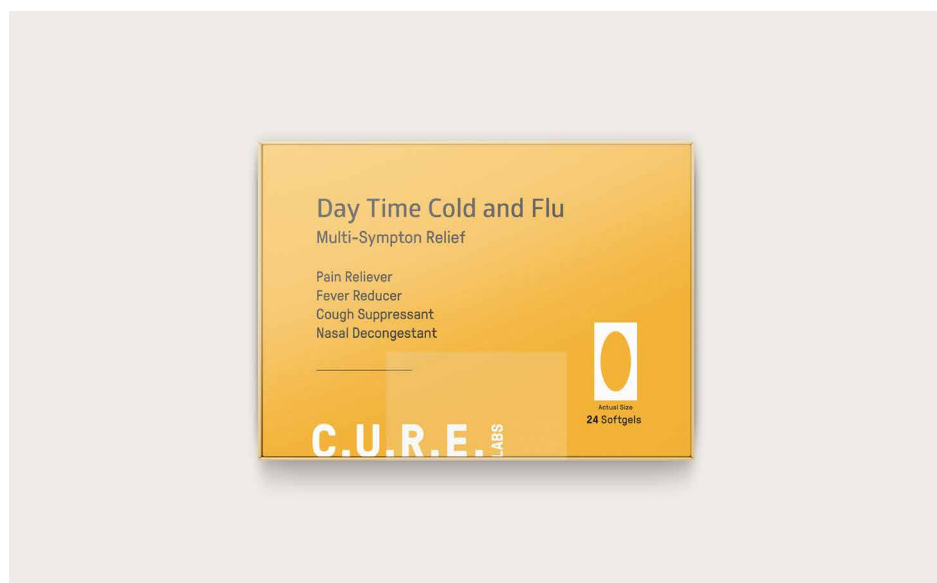 Day Time Cold and Flu
Multi-Sympton Relief
Pain Reliever
Fever Reducer
Cough Suppressant
Nasal Decongestant
Actual Size
24 Softgels
C.U.R.E. LABS